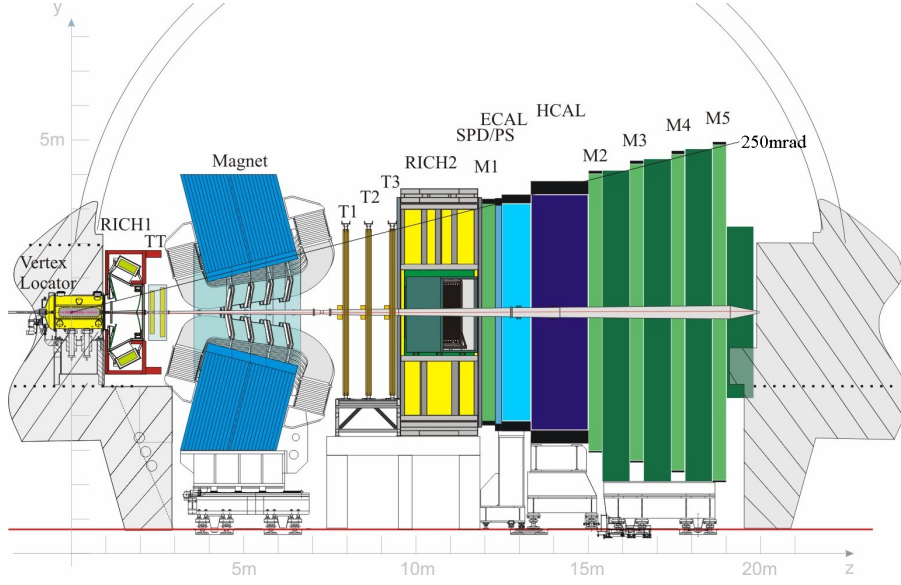 y
5m
ECAL
HCAL
SPD/PS
M5
M4
M3
M2
250mrad
Magnet
RICH2
M1
T3
T2
T1
RICH1
TT
Vertex
Locator
5m
10m
15m
20m
z